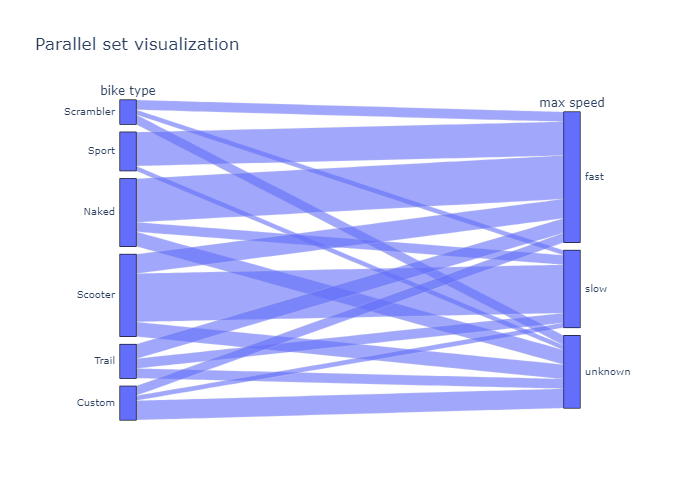 Parallel set visualization
bike type
max speed
Scrambler
Sport
fast
Naked
slow
Scooter
Trail
unknown
Custom